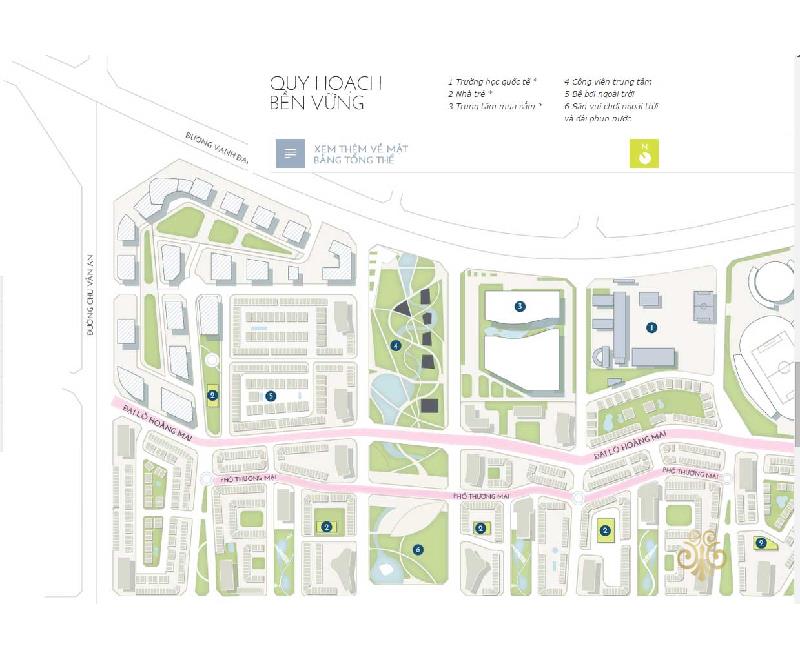 QUY HOẠCH
BỀN VỮNG
1 Trường học quốc tế *
2 Nhà trẻ *
3 Trung tâm mua sắm *
4 Công viên trung tâm
5 Bể bơi ngoài trời
6 Sân vui chơi ngoài trời
và đài phun nước
XEM THÊM VỀ MẶT
BẰNG TỔNG THỂ
N
ĐƯỜNG VÀNH ĐAI
ĐƯỜNG CHU VĂN AN
3
1
4
2
5
ĐẠI LỘ HOÀNG MAI
ĐẠI LỘ HOÀNG MAI
PHỐ THƯƠNG MẠI
PHỐ THƯƠNG MẠI
PHỐ THƯƠNG MẠI
2
2
2
2
6